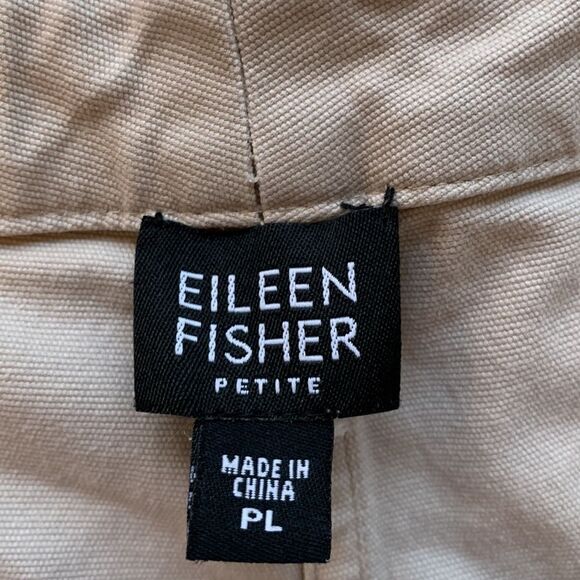 EILEEN
FISHER
PETITE
MADE IN
CHINA
PL